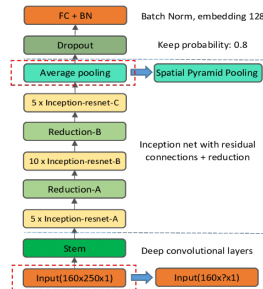 FC + BN
Batch Norm, embedding 128
Dropout
Keep probability: 0.8
Average pooling
Spatial Pyramid Pooling
5 x Inception-resnet-C
Reduction-B
Inception net with residual
connections + reduction
10 x Inception-resnet-B
Reduction-A
5 x Inception-resnet-A
Stem
Deep convolutional layers
Input(160x250x1)
Input(160x?x1)